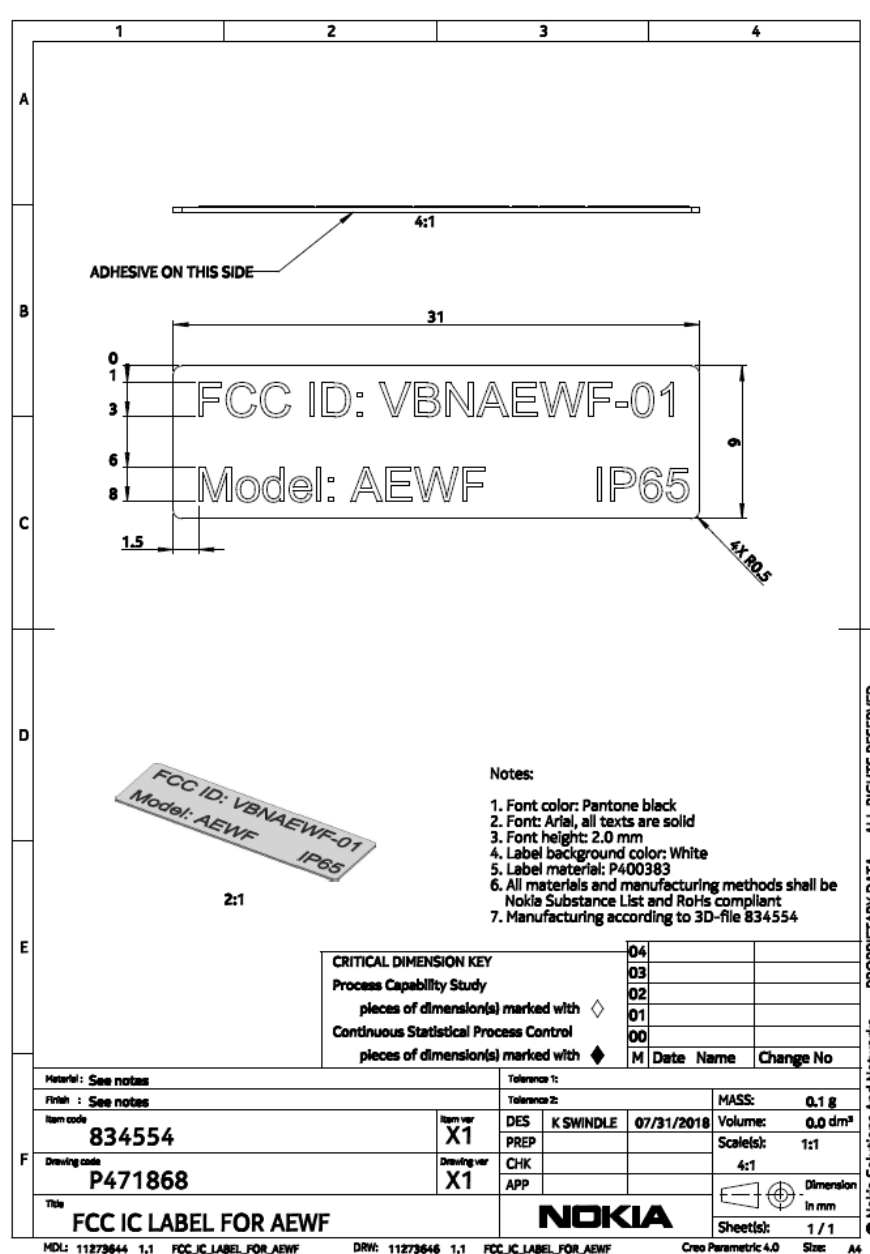 1 2 3 4
A
4:1
ADHESIVE ON THIS SIDE
B
31
0
1
3
FCC ID: VBNAEWF-01
9
6
8
Model: AEWF IP65
C
1.5
4X R0.5
D
FCC ID: VBNAEWF-01
Model: AEWF
IP65
2:1
Notes:
1. Font color: Pantone black
2. Font: Arial, all texts are solid
3. Font height: 2.0 mm
4. Label background color: White
5. Label material: P400383
6. All materials and manufacturing methods shall be
Nokia Substance List and RoHs compliant
7. Manufacturing according to 3D-file 834554
E
CRITICAL DIMENSION KEY
Process Capability Study
pieces of dimension(s) marked with ◇
Continuous Statistical Process Control
pieces of dimension(s) marked with ◆
04
03
02
01
00
M Date Name Change No
Material : See notes
Finish : See notes
Tolerance 1:
Tolerance 2:
Item code
834554
Item ver
X1
DES K SWINDLE 07/31/2018
PREP
CHK
APP
MASS: 0.1 g
Volume: 0.0 dm³
Scale(s): 1:1
4:1
F
Drawing code
P471868
Drawing ver
X1
Dimension
in mm
Title
FCC IC LABEL FOR AEWF
NOKIA
Sheet(s): 1 / 1
MDL: 11273644 1.1 FCC_IC_LABEL_FOR_AEWF DRW: 11273646 1.1 FCC_IC_LABEL_FOR_AEWF Creo Parametric 4.0 Size: A4